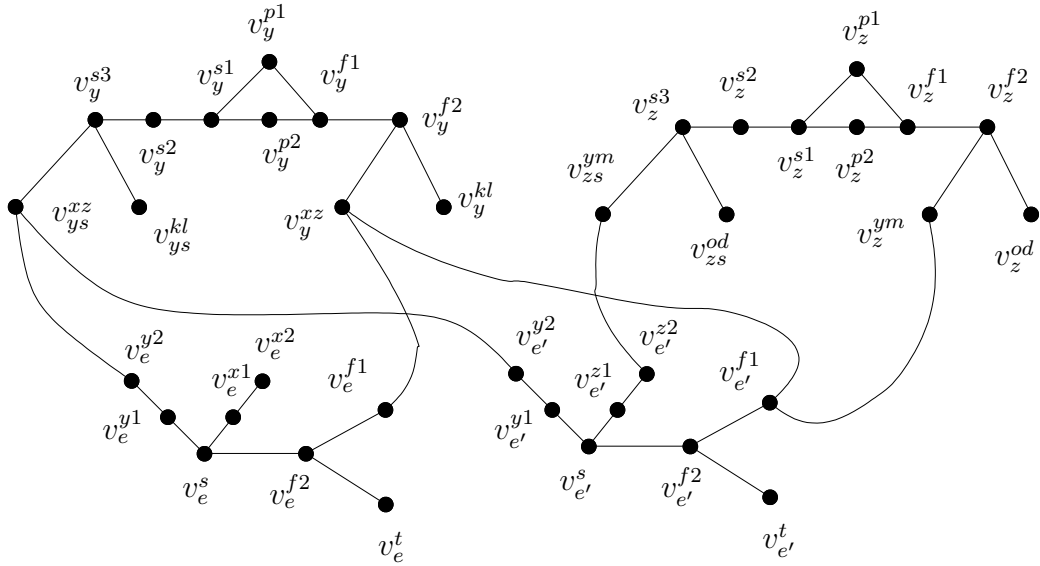 v_y^{p1}
v_z^{p1}
v_y^{s3}
v_y^{s1}
v_y^{f1}
v_z^{s2}
v_z^{f1}
v_z^{f2}
v_z^{s3}
v_y^{f2}
v_y^{s2}
v_y^{p2}
v_{zs}^{ym}
v_z^{s1}
v_z^{p2}
v_{ys}^{xz}
v_{ys}^{kl}
v_y^{xz}
v_y^{kl}
v_{zs}^{od}
v_z^{ym}
v_z^{od}
v_e^{y2}
v_e^{x2}
v_e^{x1}
v_e^{f1}
v_{e'}^{y2}
v_{e'}^{z2}
v_{e'}^{z1}
v_{e'}^{f1}
v_e^{y1}
v_{e'}^{y1}
v_e^s
v_e^{f2}
v_{e'}^s
v_{e'}^{f2}
v_e^t
v_{e'}^t